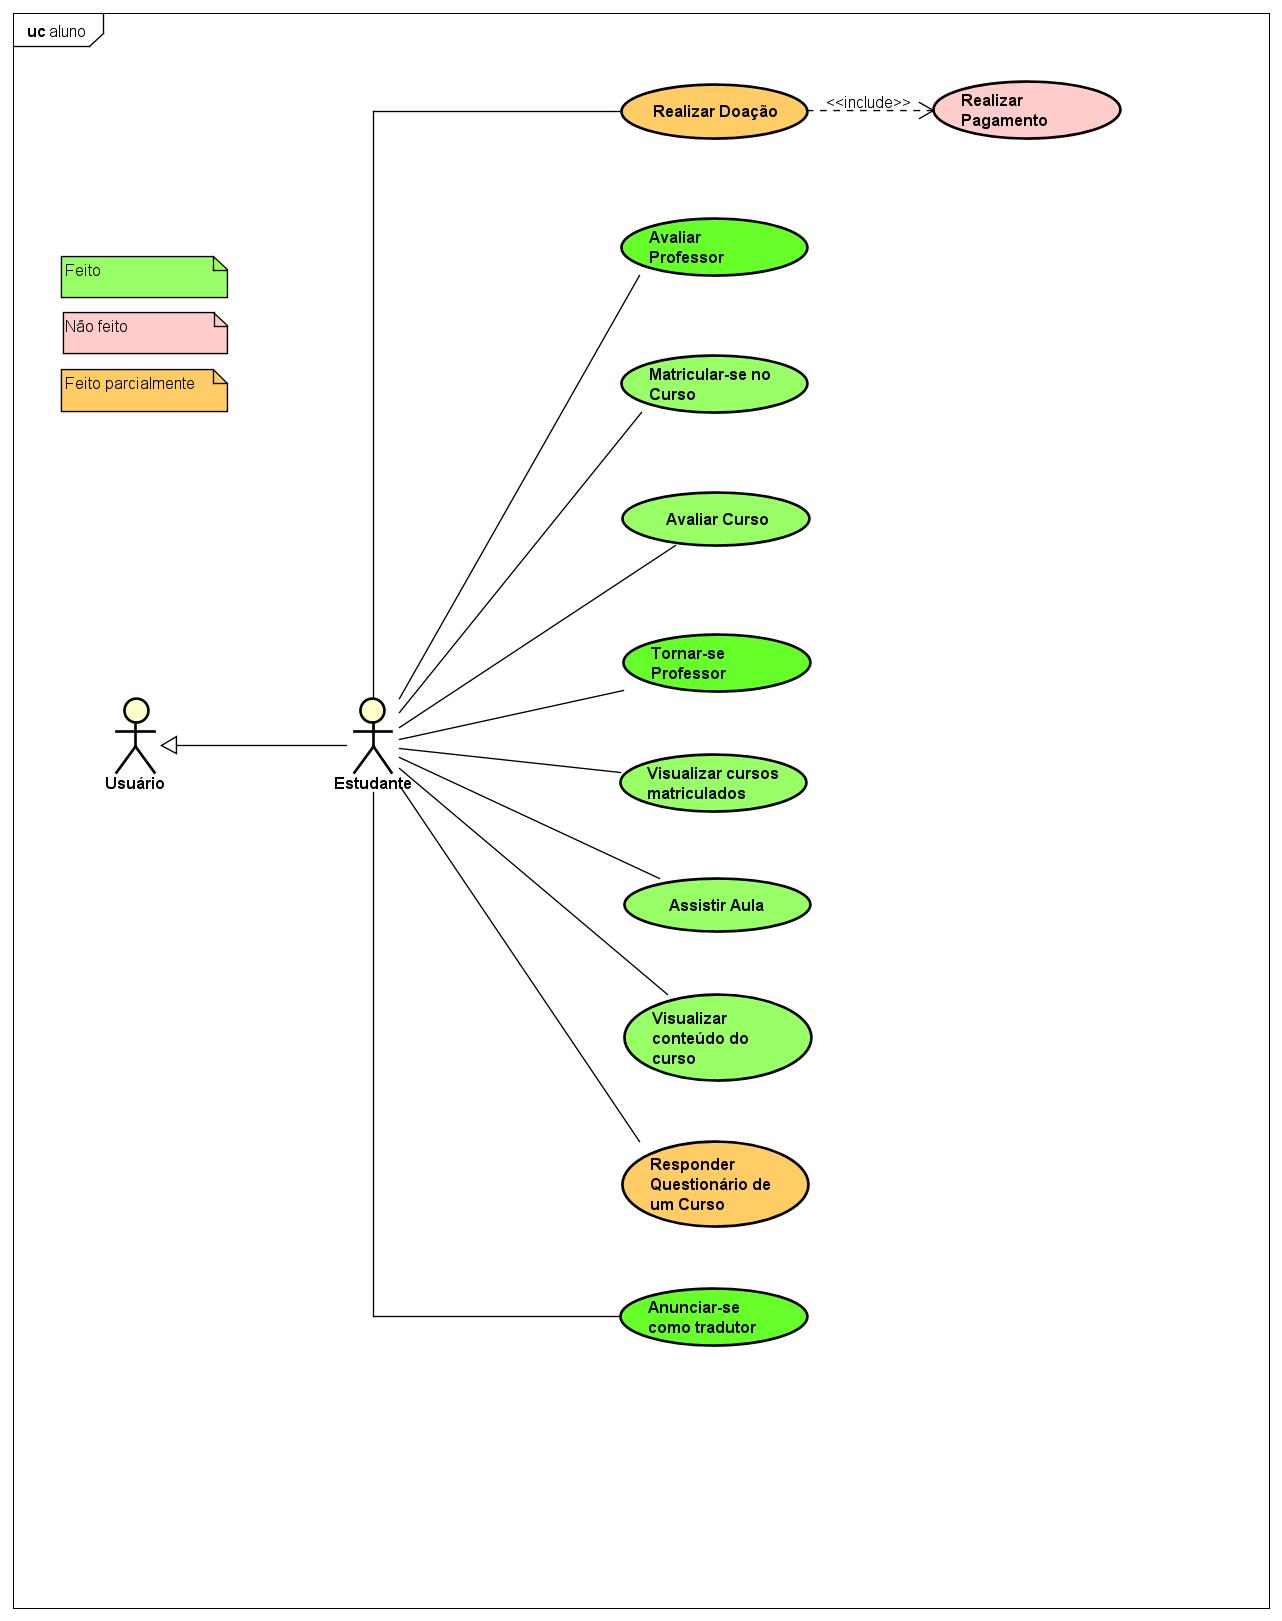 uc aluno
Realizar Doação
<<include>>
Realizar
Pagamento
Avaliar
Professor
Feito
Não feito
Feito parcialmente
Matricular-se no
Curso
Avaliar Curso
Tornar-se
Professor
Usuário
Estudante
Visualizar cursos
matriculados
Assistir Aula
Visualizar
conteúdo do
curso
Responder
Questionário de
um Curso
Anunciar-se
como tradutor